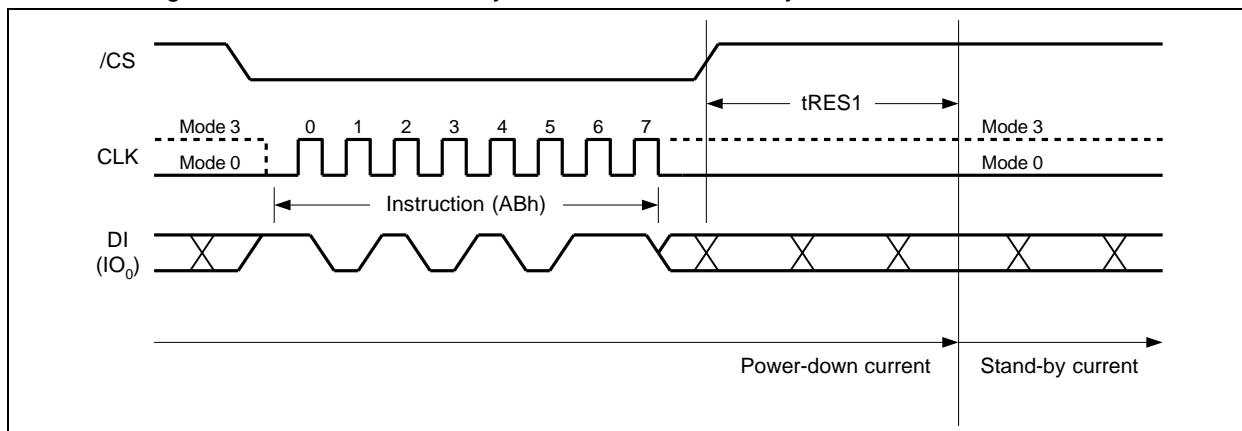 /CS
tRES1
Mode 3 0 1 2 3 4 5 6 7 Mode 3
CLK
Mode 0 Mode 0
Instruction (ABh)
DI
(IO0)
Power-down current Stand-by current